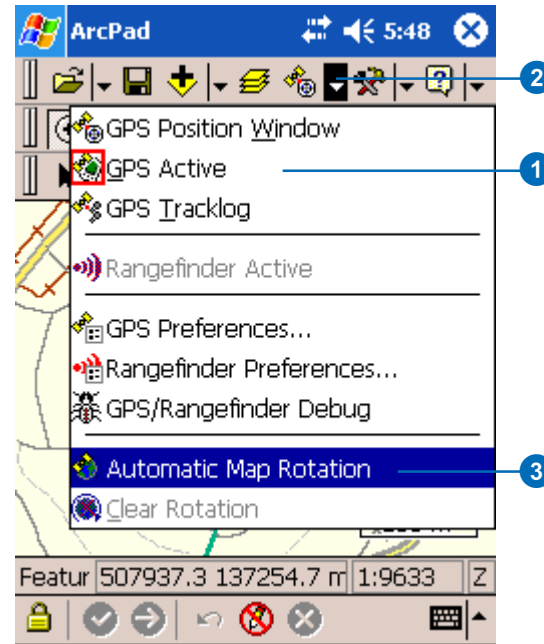 ArcPad 5:48
2
GPS Position Window
GPS Active
1
GPS Tracklog
Rangefinder Active
GPS Preferences...
Rangefinder Preferences...
GPS/Rangefinder Debug
Automatic Map Rotation
3
Clear Rotation
Featur 507937.3 137254.7 m 1:9633 Z